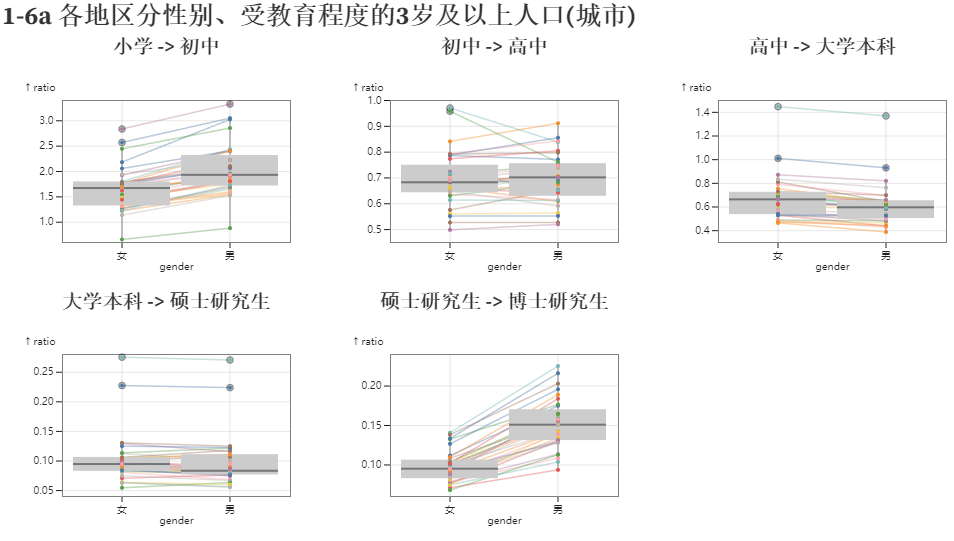 1-6a 各地区分性别、受教育程度的3岁及以上人口(城市)
小学 -> 初中
初中 -> 高中
高中 -> 大学本科
↑ ratio
↑ ratio
↑ ratio
3.0
2.5
2.0
1.5
1.0
女
男
gender
1.0
0.9
0.8
0.7
0.6
0.5
女
男
gender
1.4
1.2
1.0
0.8
0.6
0.4
女
男
gender
大学本科 -> 硕士研究生
硕士研究生 -> 博士研究生
↑ ratio
↑ ratio
0.25
0.20
0.15
0.10
0.05
女
男
gender
0.20
0.15
0.10
女
男
gender